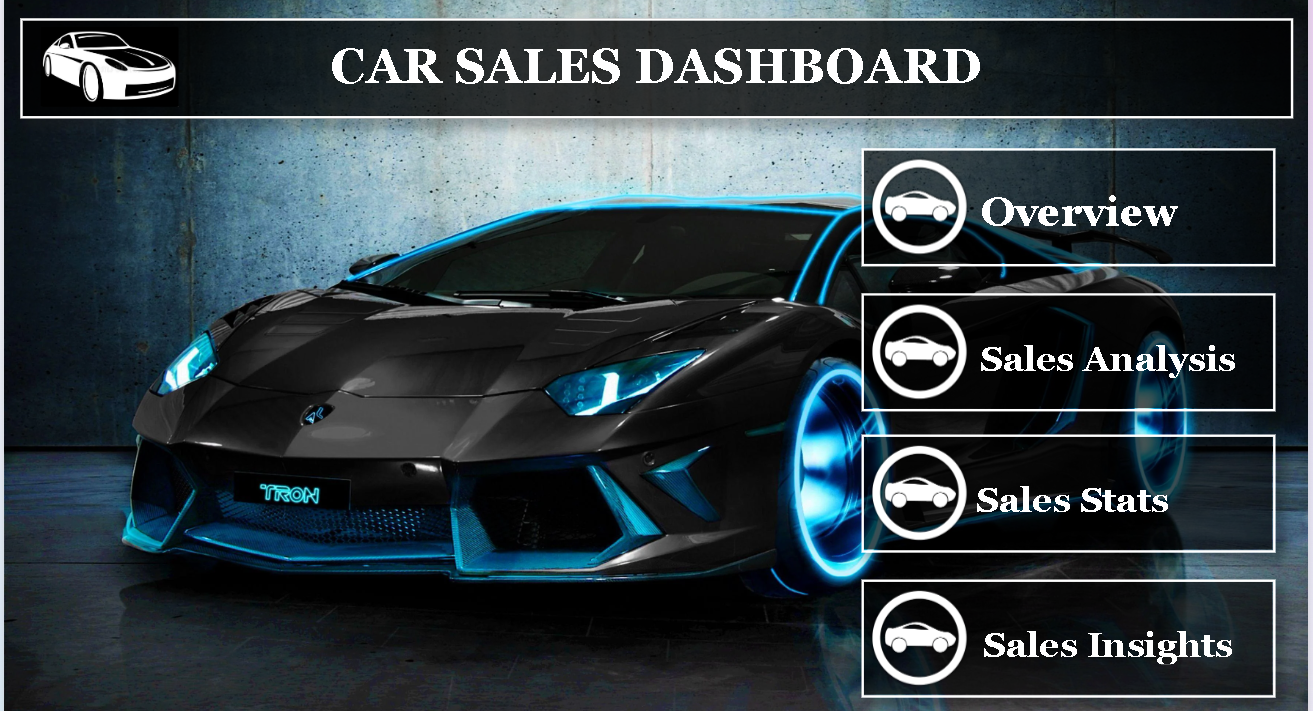 CAR SALES DASHBOARD
Overview
Sales Analysis
TRON
Sales Stats
Sales Insights